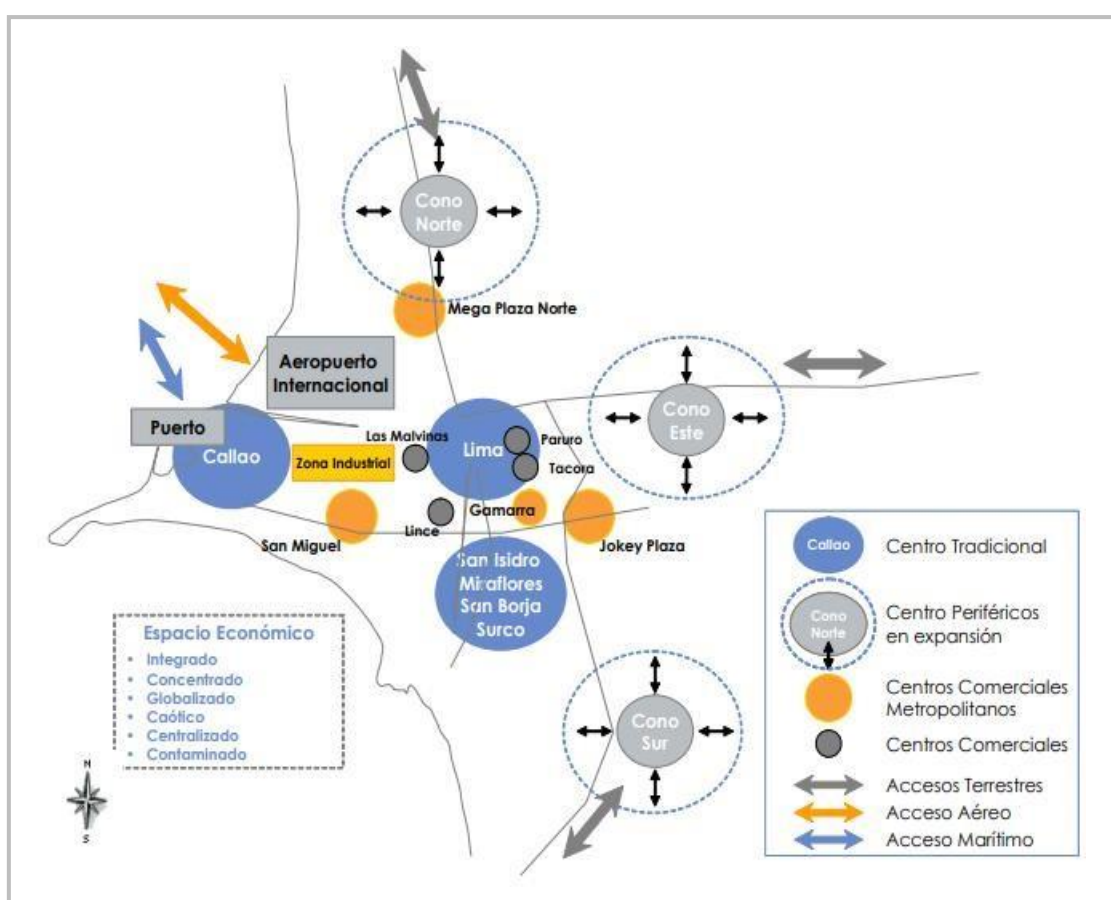 Cono
Norte
Mega Plaza Norte
Aeropuerto
Internacional
Puerto
Callao
Zona Industrial
Las Malvinas
Lima
Paruro
Tacora
Cono
Este
San Miguel
Lince
Gamarra
Jokey Plaza
San Isidro
Miraflores
San Borja
Surco
Cono
Sur
Espacio Económico
• Integrado
• Concentrado
• Globalizado
• Caótico
• Centralizado
• Contaminado
N
S
Callao
Centro Tradicional
Cono
Norte
Centro Periféricos
en expansión
Centros Comerciales
Metropolitanos
Centros Comerciales
Accesos Terrestres
Acceso Aéreo
Acceso Marítimo